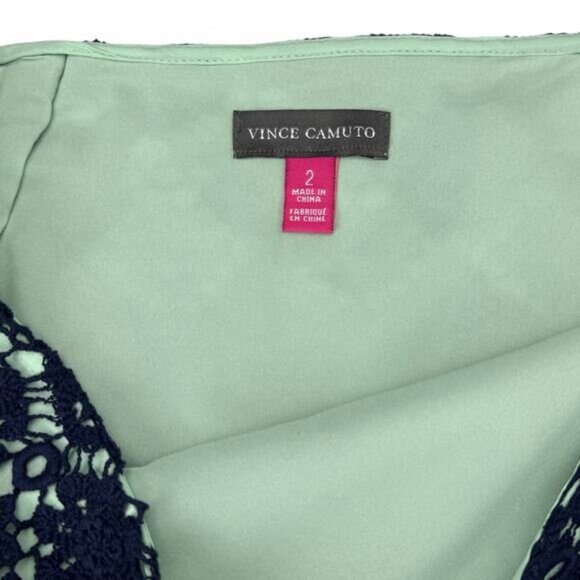 VINCE CAMUTO
2
MADE IN
CHINA
FABRIQUÉ
EN CHINE